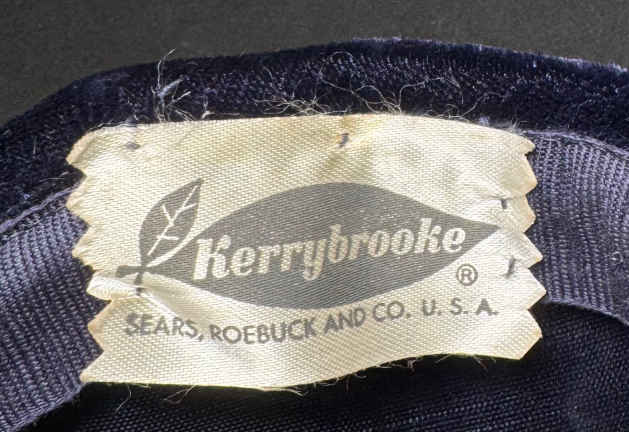 Kerrybrooke
®
SEARS, ROEBUCK AND CO. U. S. A.